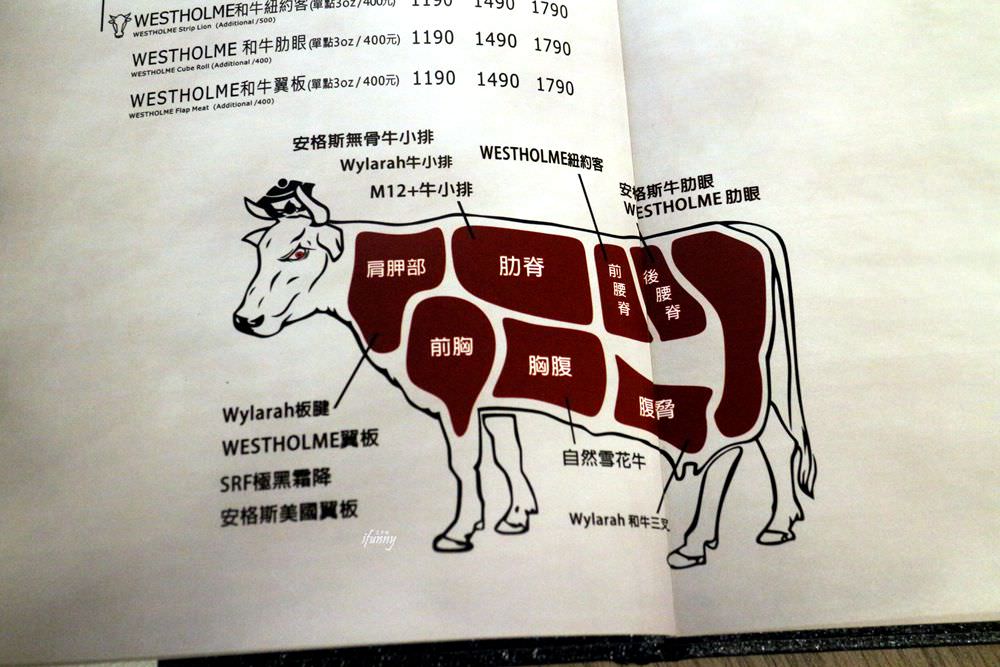 WESTHOLME和牛紐約客(單點3oz/400元) 1190 1490 1790
WESTHOLME Strip Lion (Additional /500)
WESTHOLME 和牛肋眼(單點3oz/400元) 1190 1490 1790
WESTHOLME Cube Roll (Additional /400)
WESTHOLME和牛翼板(單點3oz/400元) 1190 1490 1790
WESTHOLME Flap Meat (Additional /400)
安格斯無骨牛小排
Wylarah牛小排
M12+牛小排
WESTHOLME紐約客
安格斯牛肋眼
WESTHOLME 肋眼
肩胛部
肋脊
前腰脊
後腰脊
前胸
胸腹
腹脅
Wylarah板腱
WESTHOLME翼板
SRF極黑霜降
安格斯美國翼板
自然雪花牛
Wylarah 和牛三叉
ifunny